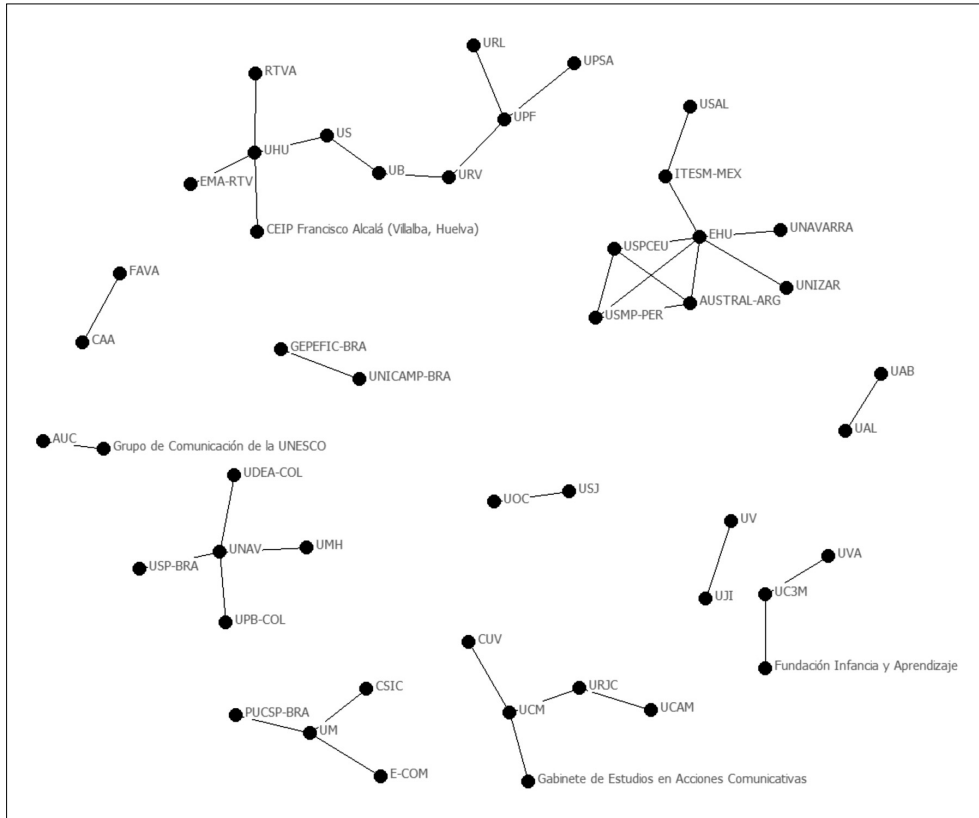 URL
UPSA
RTVA
USAL
UPF
US
UHU
UB
URV
ITESM-MEX
EMA-RTV
CEIP Francisco Alcalá (Villalba, Huelva)
UNAVARRA
EHU
USPCEU
FAVA
UNIZAR
AUSTRAL-ARG
USMP-PER
CAA
GEPEFIC-BRA
UNICAMP-BRA
UAB
UAL
AUC
Grupo de Comunicación de la UNESCO
UDEA-COL
USJ
UOC
UV
UMH
UNAV
UVA
USP-BRA
UC3M
UJI
UPB-COL
CUV
Fundación Infancia y Aprendizaje
CSIC
URJC
UCAM
PUCSP-BRA
UCM
UM
E-COM
Gabinete de Estudios en Acciones Comunicativas